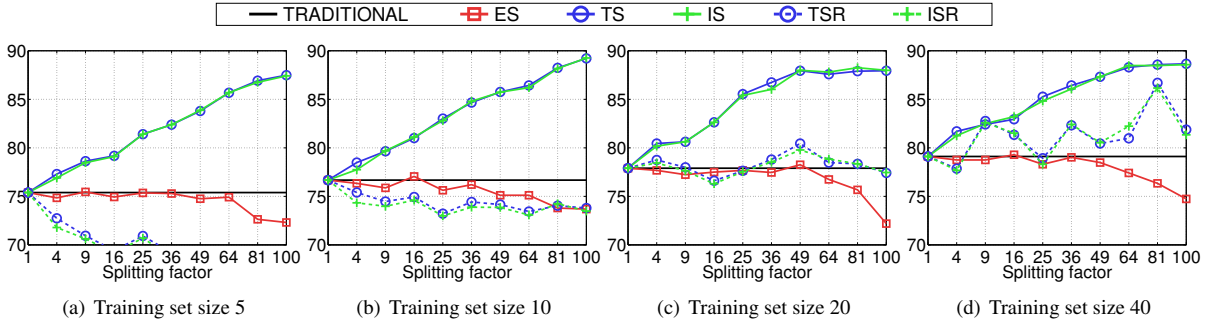 TRADITIONAL ES TS IS TSR ISR
90 90 90 90
85 85 85 85
80 80 80 80
75 75 75 75
70 70 70 70
1 4 9 16 25 36 49 64 81 100 1 4 9 16 25 36 49 64 81 100 1 4 9 16 25 36 49 64 81 100 1 4 9 16 25 36 49 64 81 100
Splitting factor Splitting factor Splitting factor Splitting factor
(a) Training set size 5 (b) Training set size 10 (c) Training set size 20 (d) Training set size 40